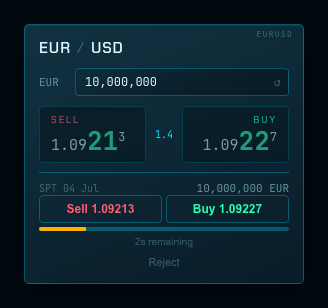 EURUSD
EUR / USD
EUR 10,000,000 ↺
SELL BUY
1.09213 1.4 1.09227
SPT 04 Jul 10,000,000 EUR
Sell 1.09213 Buy 1.09227
2s remaining
Reject